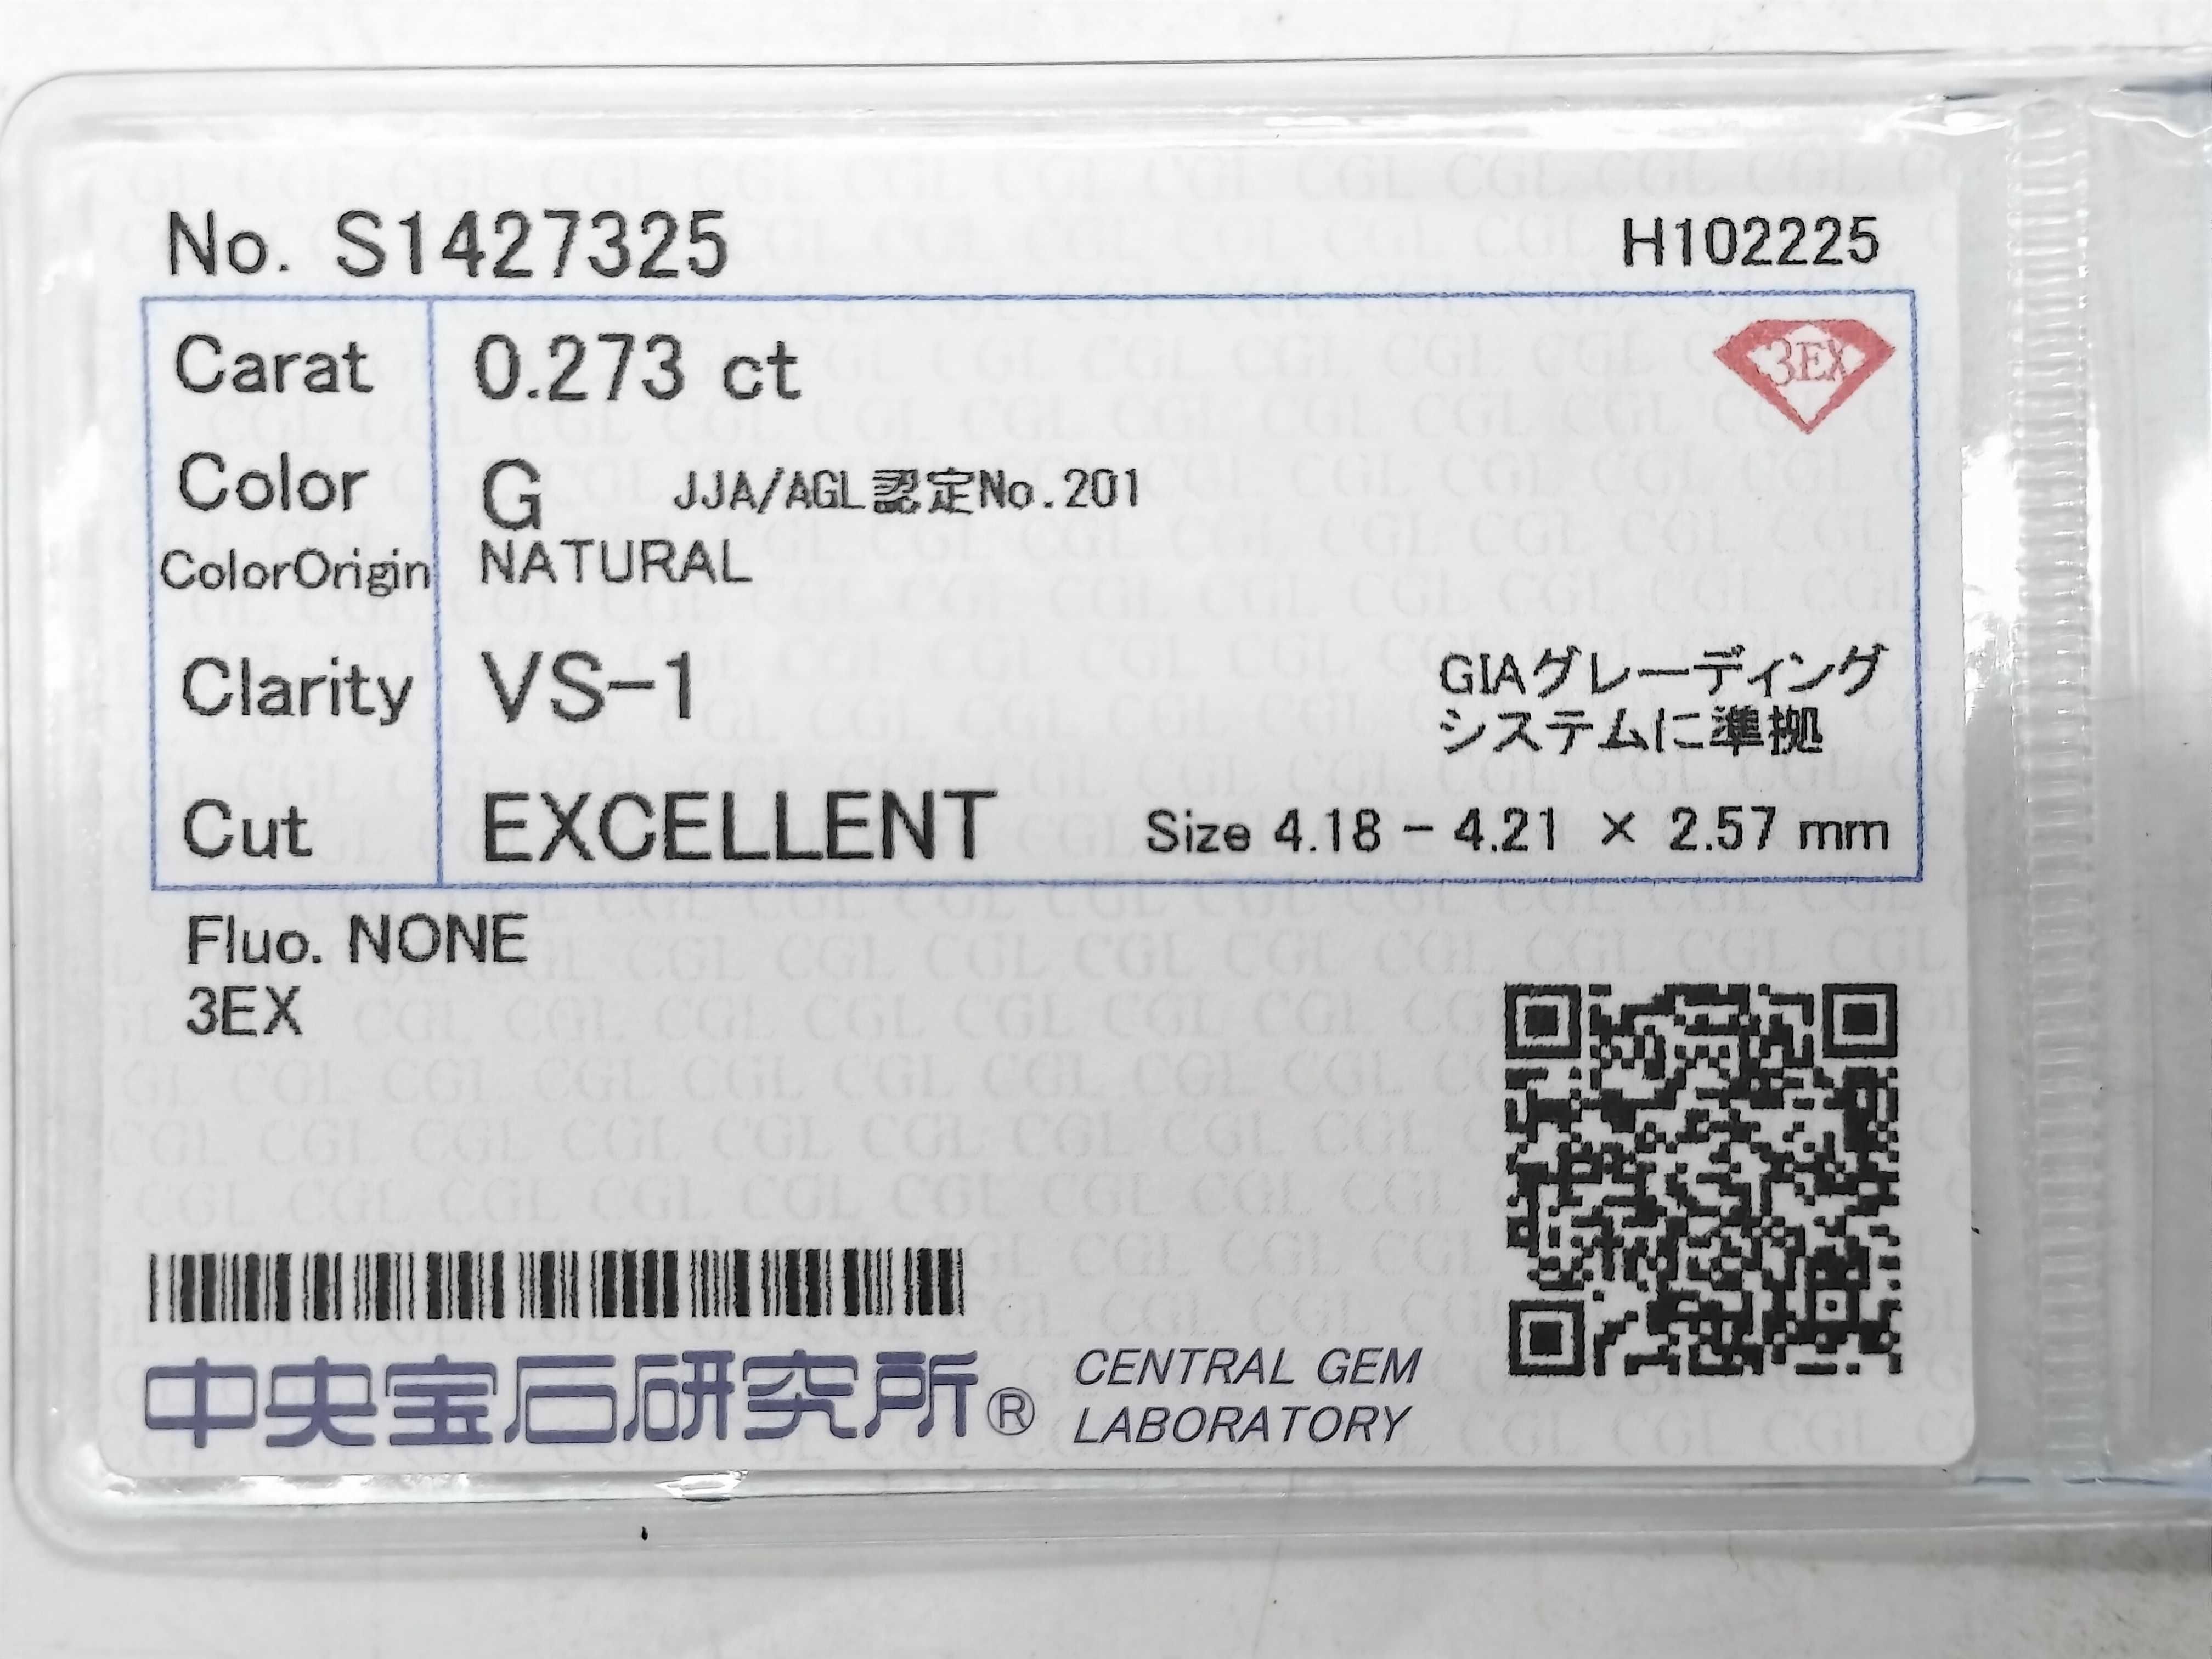 No. S1427325 H102225
Carat 0.273 ct 3EX
Color G JJA/AGL認定No.201
ColorOrigin NATURAL
Clarity VS-1 GIAグレーディング
システムに準拠
Cut EXCELLENT Size 4.18 - 4.21 × 2.57 mm
Fluo. NONE
3EX
中央宝石研究所® CENTRAL GEM
LABORATORY